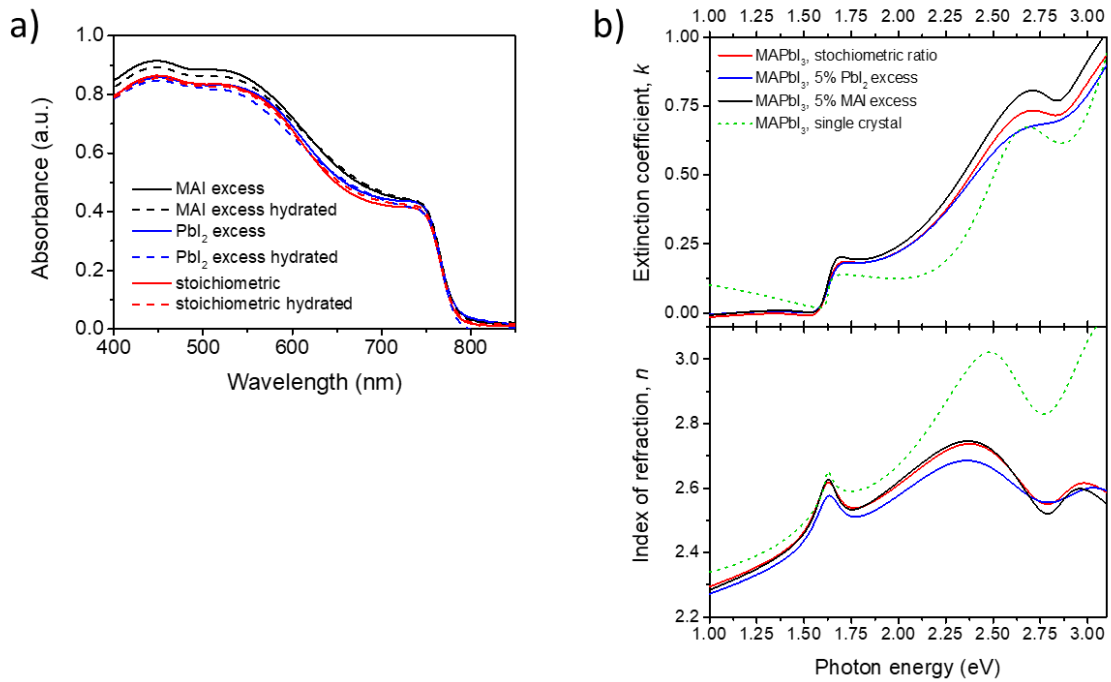 a)
1.0
0.8
0.6
0.4
0.2
0.0
Absorbance (a.u.)
MAI excess
MAI excess hydrated
PbI2 excess
PbI2 excess hydrated
stoichiometric
stoichiometric hydrated
400 500 600 700 800
Wavelength (nm)
b)
1.00 1.25 1.50 1.75 2.00 2.25 2.50 2.75 3.00
1.00
0.75
0.50
0.25
0.00
Extinction coefficient, k
MAPbI3, stochiometric ratio
MAPbI3, 5% PbI2 excess
MAPbI3, 5% MAI excess
MAPbI3, single crystal
3.0
2.8
2.6
2.4
2.2
Index of refraction, n
1.00 1.25 1.50 1.75 2.00 2.25 2.50 2.75 3.00
Photon energy (eV)